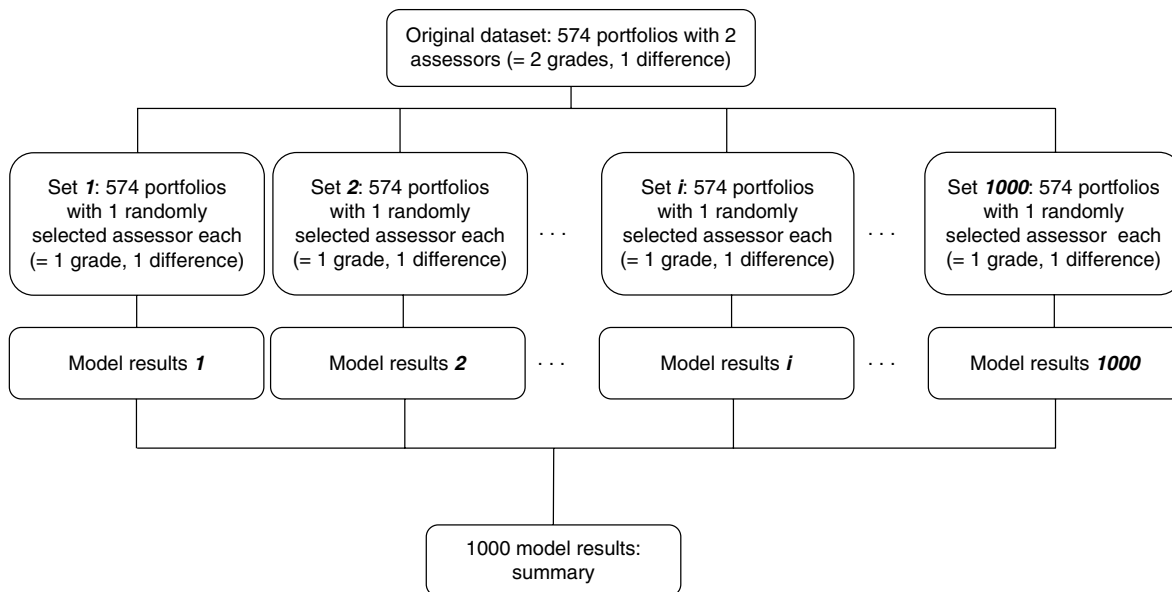 Original dataset: 574 portfolios with 2
assessors (= 2 grades, 1 difference)
Set 1: 574 portfolios
with 1 randomly
selected assessor each
(= 1 grade, 1 difference)
Set 2: 574 portfolios
with 1 randomly
selected assessor each
(= 1 grade, 1 difference)
. . .
Set i: 574 portfolios
with 1 randomly
selected assessor each
(= 1 grade, 1 difference)
. . .
Set 1000: 574 portfolios
with 1 randomly
selected assessor each
(= 1 grade, 1 difference)
Model results 1
Model results 2
. . .
Model results i
. . .
Model results 1000
1000 model results:
summary